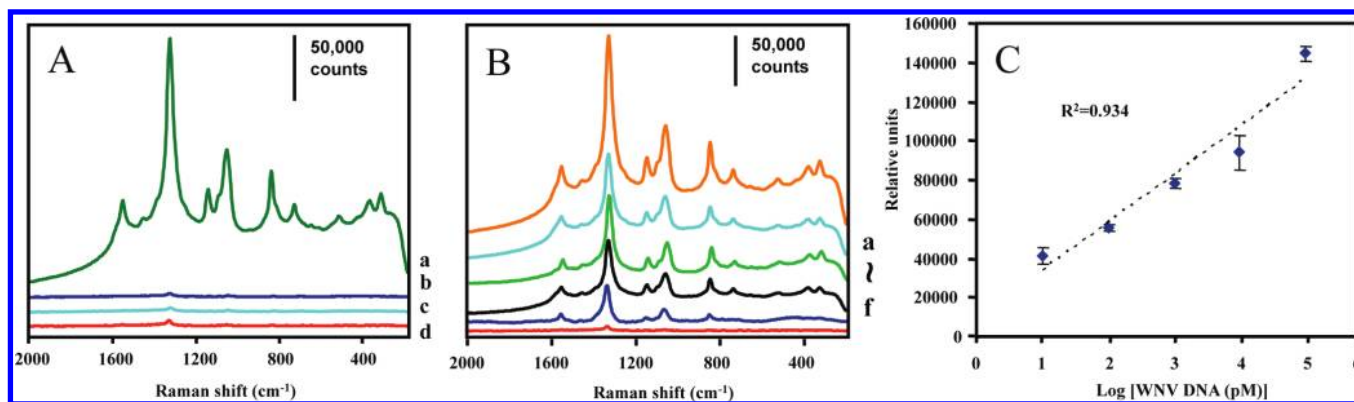 A
50,000
counts
a
b
c
d
2000 1600 1200 800 400
Raman shift (cm⁻¹)
B
50,000
counts
a
~
f
2000 1600 1200 800 400
Raman shift (cm⁻¹)
C
R²=0.934
Relative units
160000
140000
120000
100000
80000
60000
40000
20000
0
0 1 2 3 4 5 6
Log [WNV DNA (pM)]